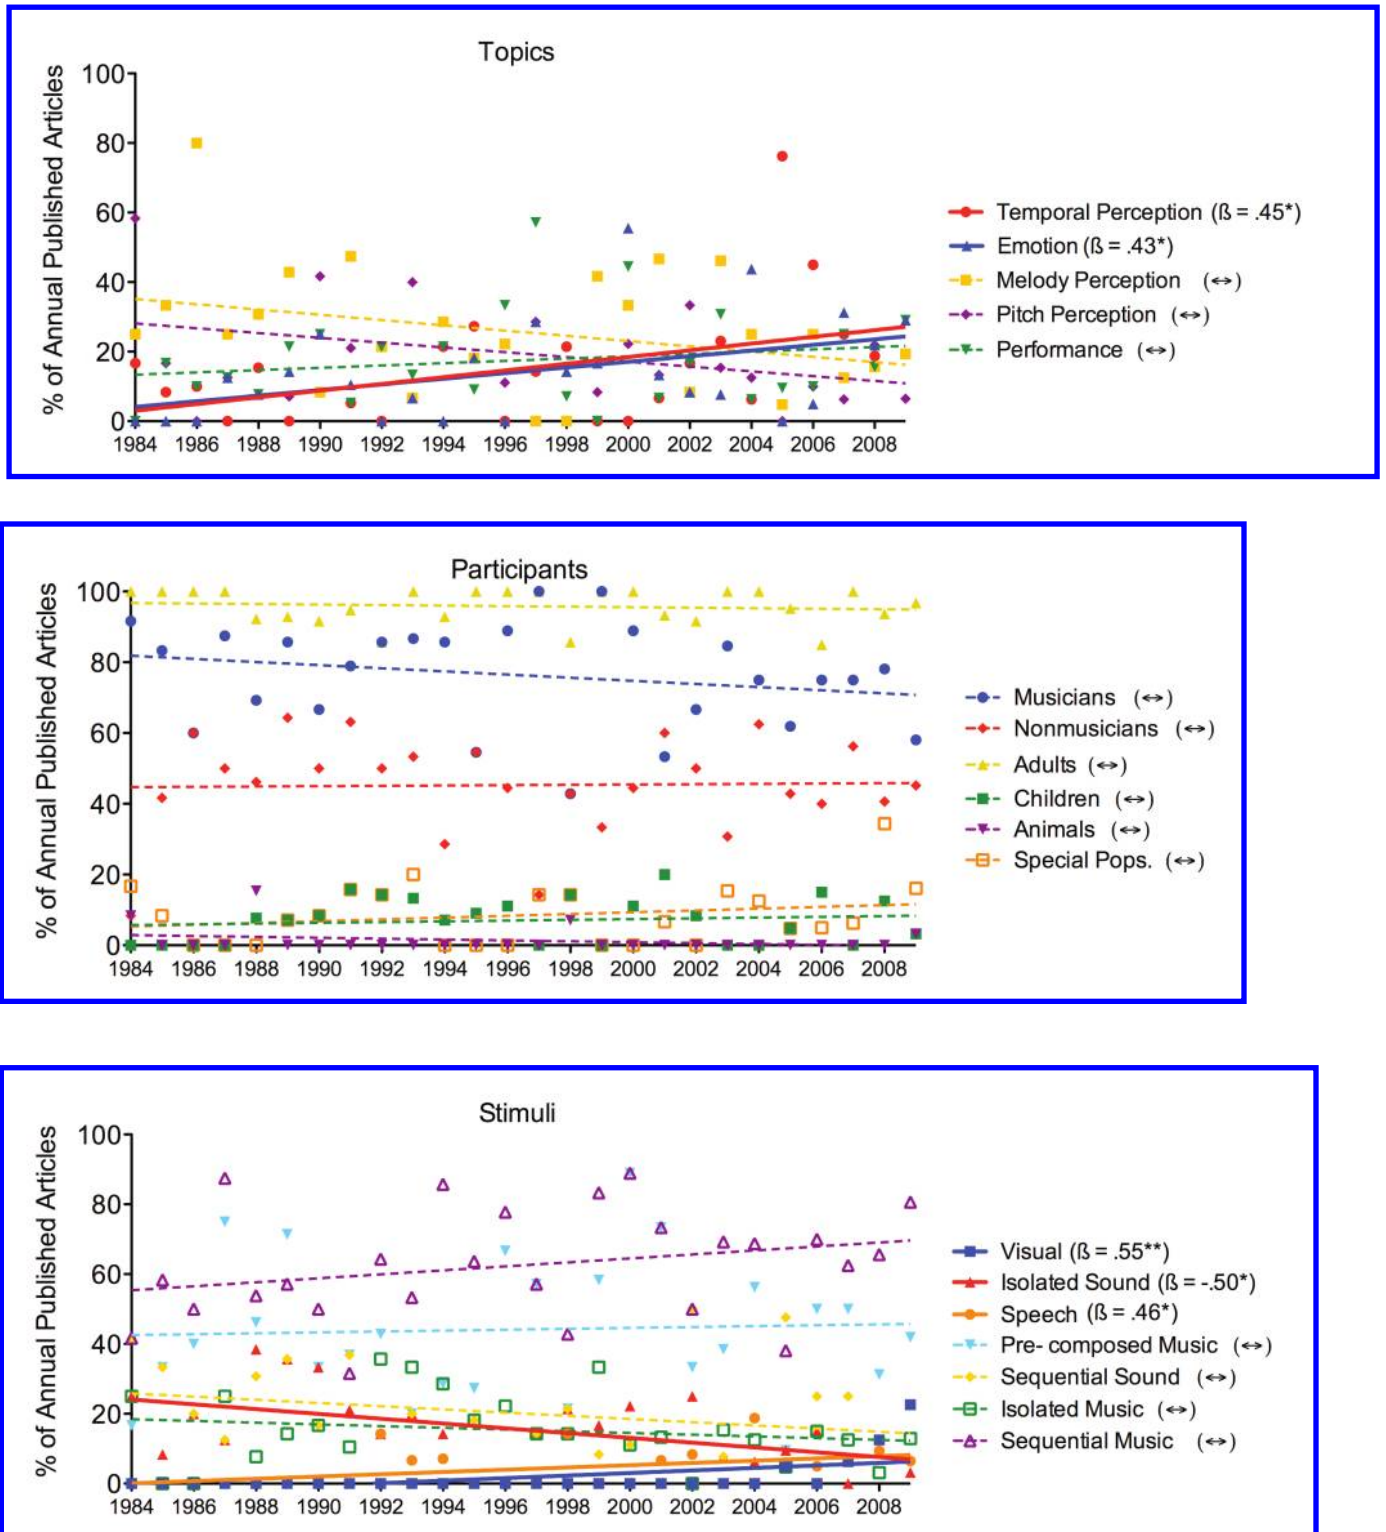 Topics
% of Annual Published Articles
100
80
60
40
20
0
1984 1986 1988 1990 1992 1994 1996 1998 2000 2002 2004 2006 2008
Temporal Perception (ß = .45*)
Emotion (ß = .43*)
Melody Perception (↔)
Pitch Perception (↔)
Performance (↔)
Participants
% of Annual Published Articles
100
80
60
40
20
0
1984 1986 1988 1990 1992 1994 1996 1998 2000 2002 2004 2006 2008
Musicians (↔)
Nonmusicians (↔)
Adults (↔)
Children (↔)
Animals (↔)
Special Pops. (↔)
Stimuli
% of Annual Published Articles
100
80
60
40
20
0
1984 1986 1988 1990 1992 1994 1996 1998 2000 2002 2004 2006 2008
Visual (ß = .55**)
Isolated Sound (ß = -.50*)
Speech (ß = .46*)
Pre- composed Music (↔)
Sequential Sound (↔)
Isolated Music (↔)
Sequential Music (↔)